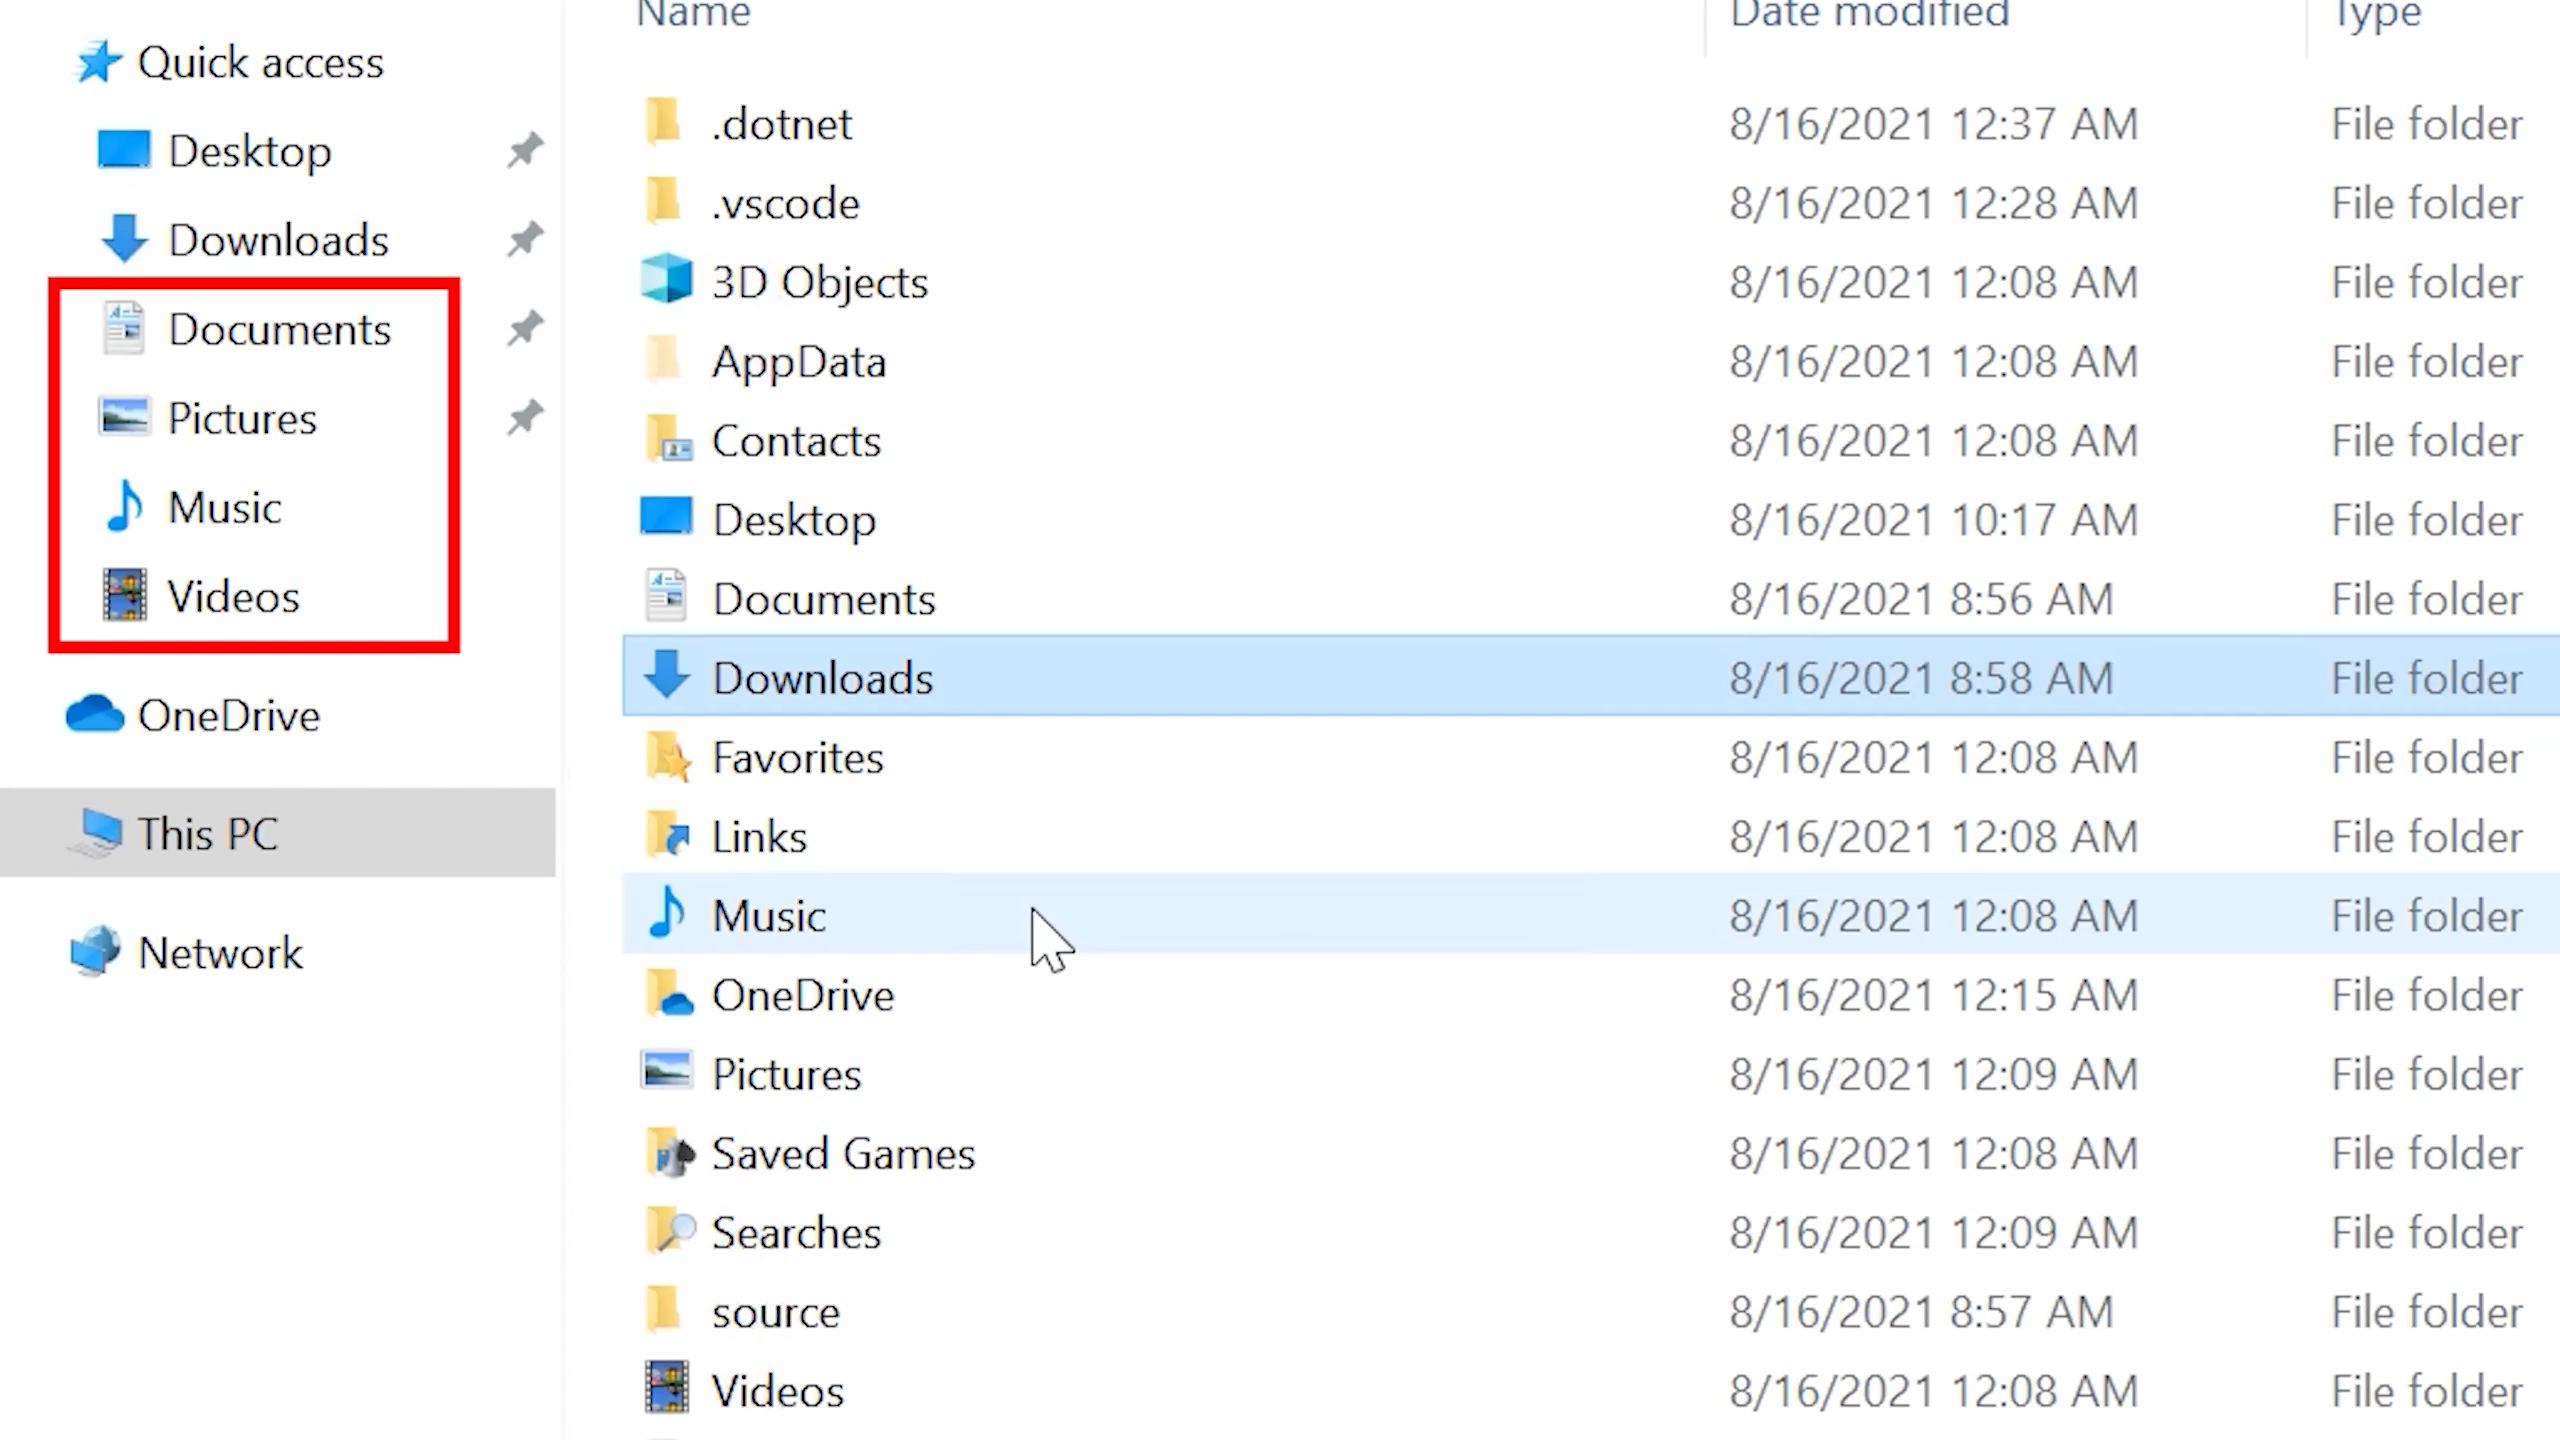 Name Date modified Type
Quick access
Desktop
Downloads
Documents
Pictures
Music
Videos
OneDrive
This PC
Network
.dotnet 8/16/2021 12:37 AM File folder
.vscode 8/16/2021 12:28 AM File folder
3D Objects 8/16/2021 12:08 AM File folder
AppData 8/16/2021 12:08 AM File folder
Contacts 8/16/2021 12:08 AM File folder
Desktop 8/16/2021 10:17 AM File folder
Documents 8/16/2021 8:56 AM File folder
Downloads 8/16/2021 8:58 AM File folder
Favorites 8/16/2021 12:08 AM File folder
Links 8/16/2021 12:08 AM File folder
Music 8/16/2021 12:08 AM File folder
OneDrive 8/16/2021 12:15 AM File folder
Pictures 8/16/2021 12:09 AM File folder
Saved Games 8/16/2021 12:08 AM File folder
Searches 8/16/2021 12:09 AM File folder
source 8/16/2021 8:57 AM File folder
Videos 8/16/2021 12:08 AM File folder